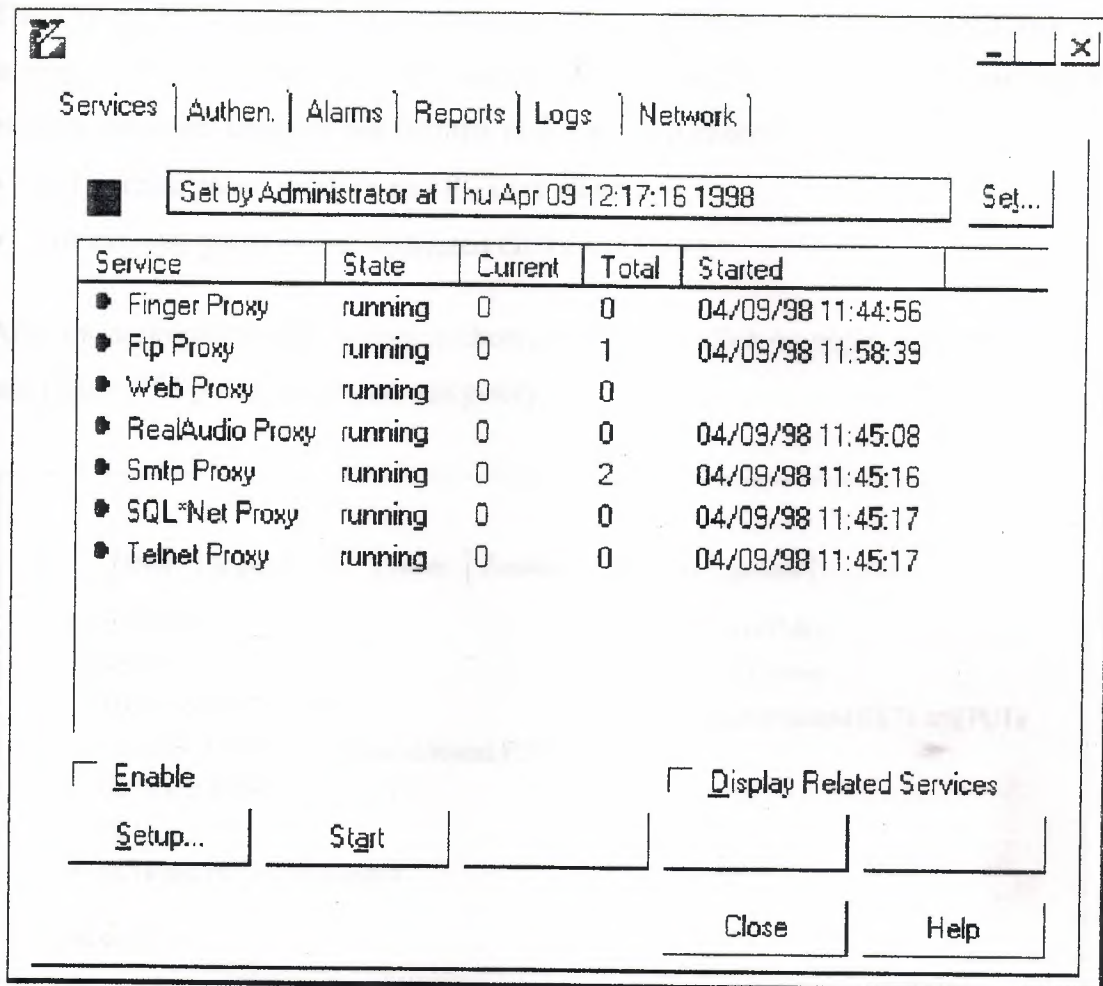 Services Authen. Alarms Reports Logs Network
Set by Administrator at Thu Apr 09 12:17:16 1998 Set...
Service State Current Total Started
Finger Proxy running 0 0 04/09/98 11:44:56
Ftp Proxy running 0 1 04/09/98 11:58:39
Web Proxy running 0 0
RealAudio Proxy running 0 0 04/09/98 11:45:08
Smtp Proxy running 0 2 04/09/98 11:45:16
SQL*Net Proxy running 0 0 04/09/98 11:45:17
Telnet Proxy running 0 0 04/09/98 11:45:17
Enable Display Related Services
Setup... Start
Close Help